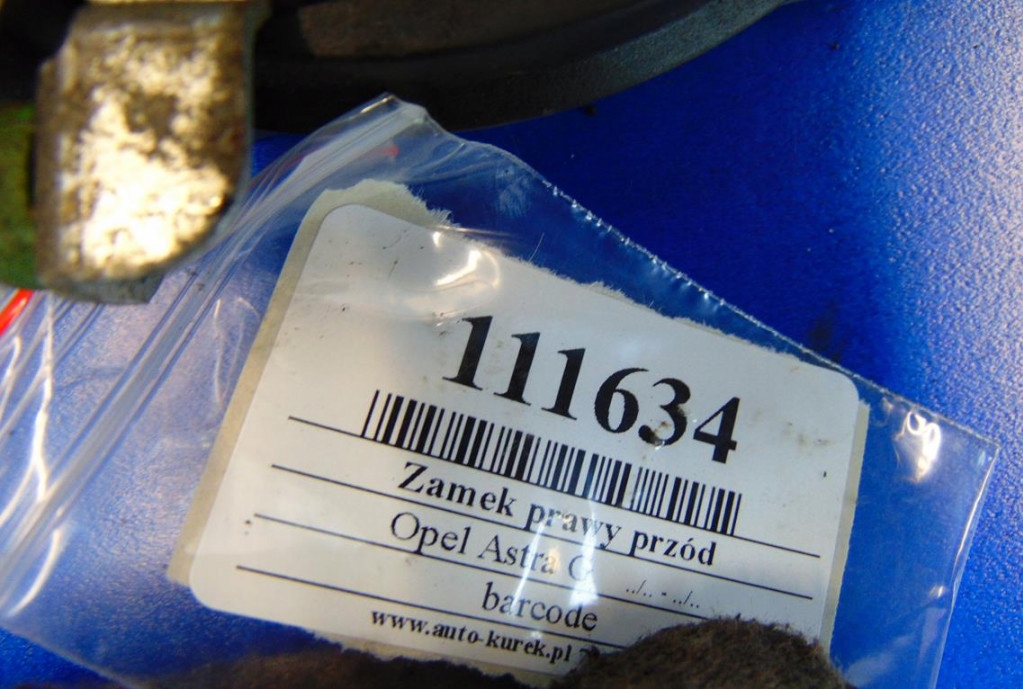 111634
Zamek prawy przód
Opel Astra G ../.. - ../..
barcode
www.auto-kurek.pl